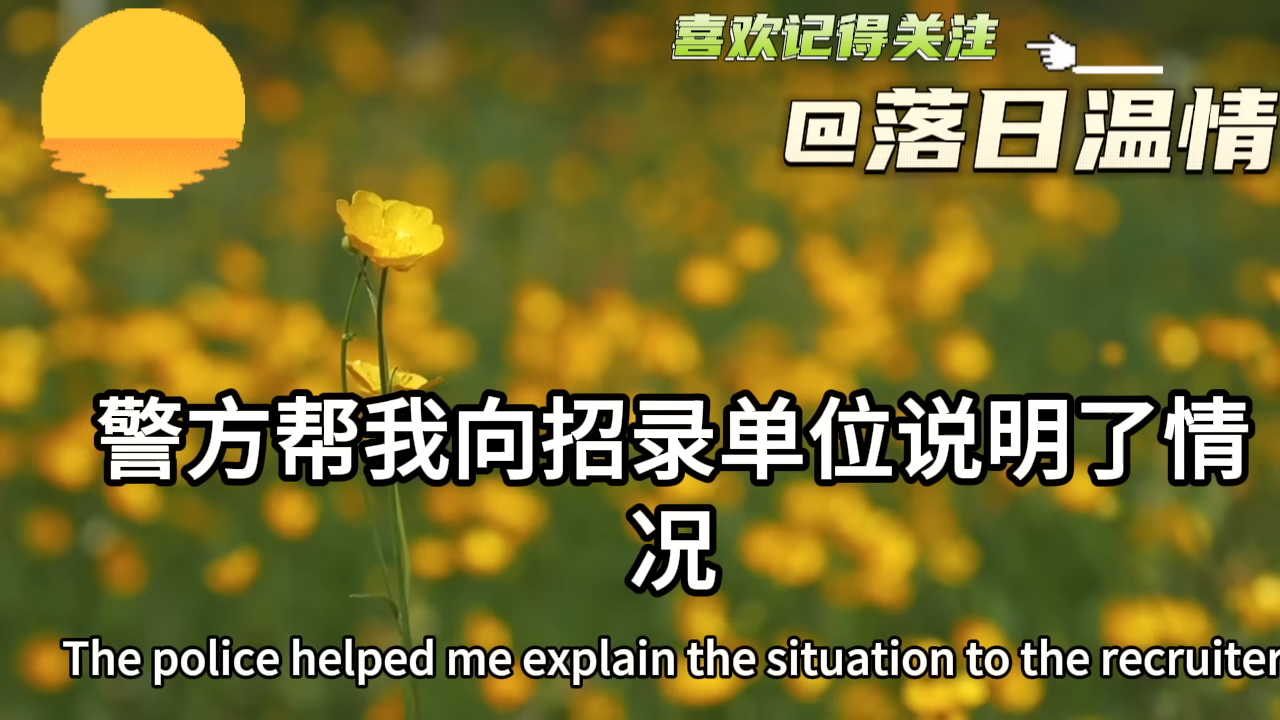 喜欢记得关注
@落日温情
警方帮我向招录单位说明了情
况
The police helped me explain the situation to the recruiter